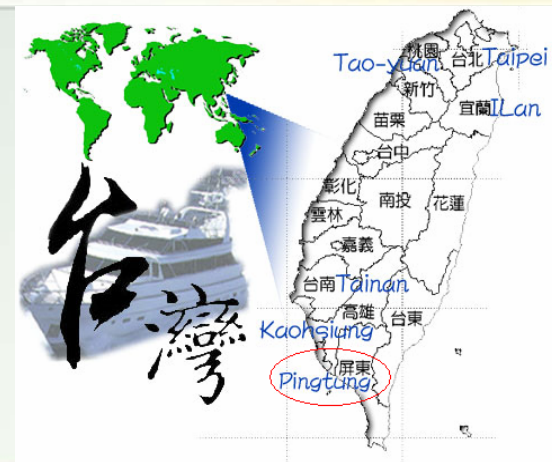 台灣
桃園
Tao-yuan
台北
Taipei
新竹
宜蘭
ILan
苗栗
台中
彰化
南投
花蓮
雲林
嘉義
台南
Tainan
高雄
台東
Kaohsiung
屏東
Pingtung